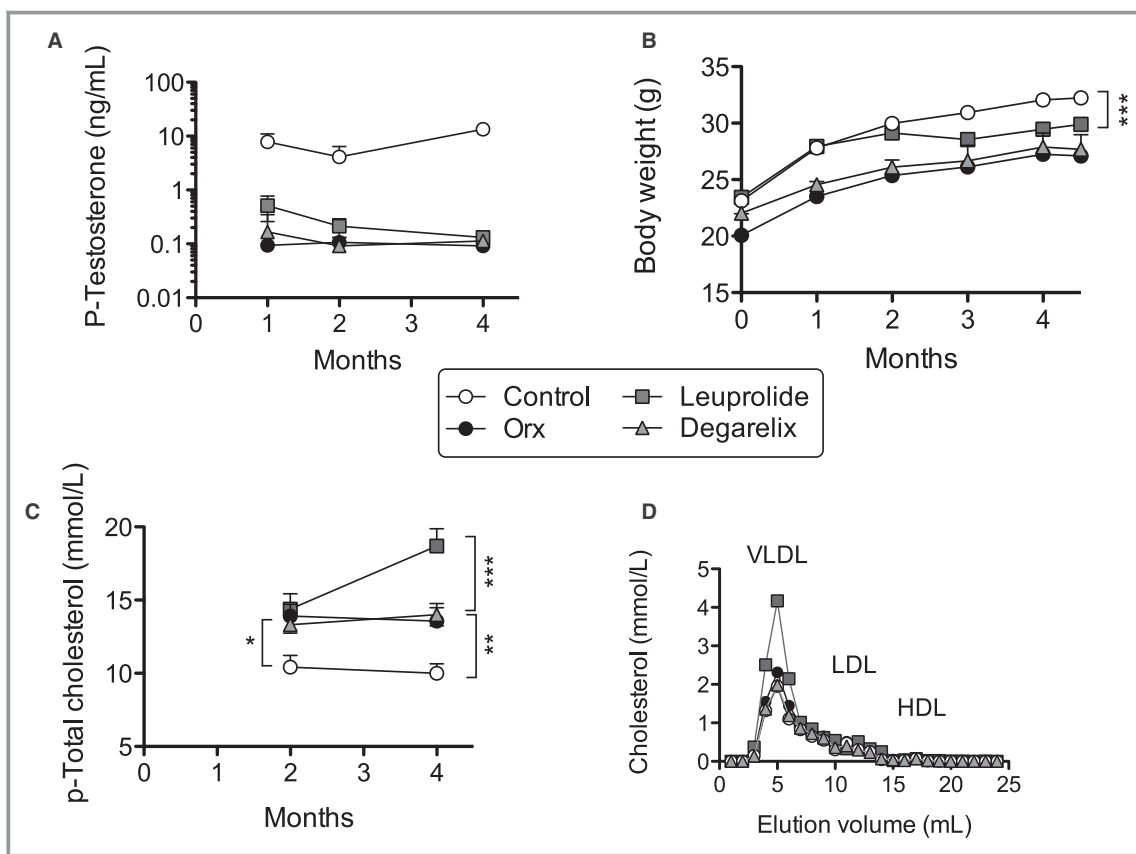 A
P-Testosterone (ng/mL)
100
10
1
0.1
0.01
0 1 2 3 4
Months
B
Body weight (g)
35
30
25
20
15
0 1 2 3 4
Months
***
Control
Leuprolide
Orx
Degarelix
C
p-Total cholesterol (mmol/L)
20
15
10
5
0 1 2 3 4
Months
*
***
**
D
Cholesterol (mmol/L)
5
4
3
2
1
0
0 5 10 15 20 25
Elution volume (mL)
VLDL
LDL
HDL